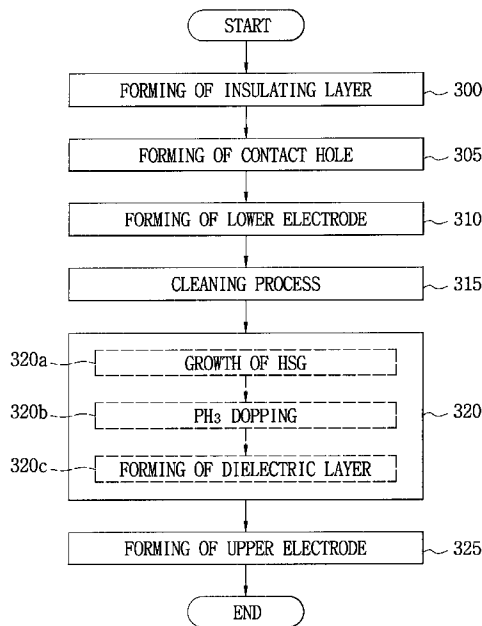 START
FORMING OF INSULATING LAYER 300
FORMING OF CONTACT HOLE 305
FORMING OF LOWER ELECTRODE 310
CLEANING PROCESS 315
320a GROWTH OF HSG
320b PH₃ DOPPING 320
320c FORMING OF DIELECTRIC LAYER
FORMING OF UPPER ELECTRODE 325
END